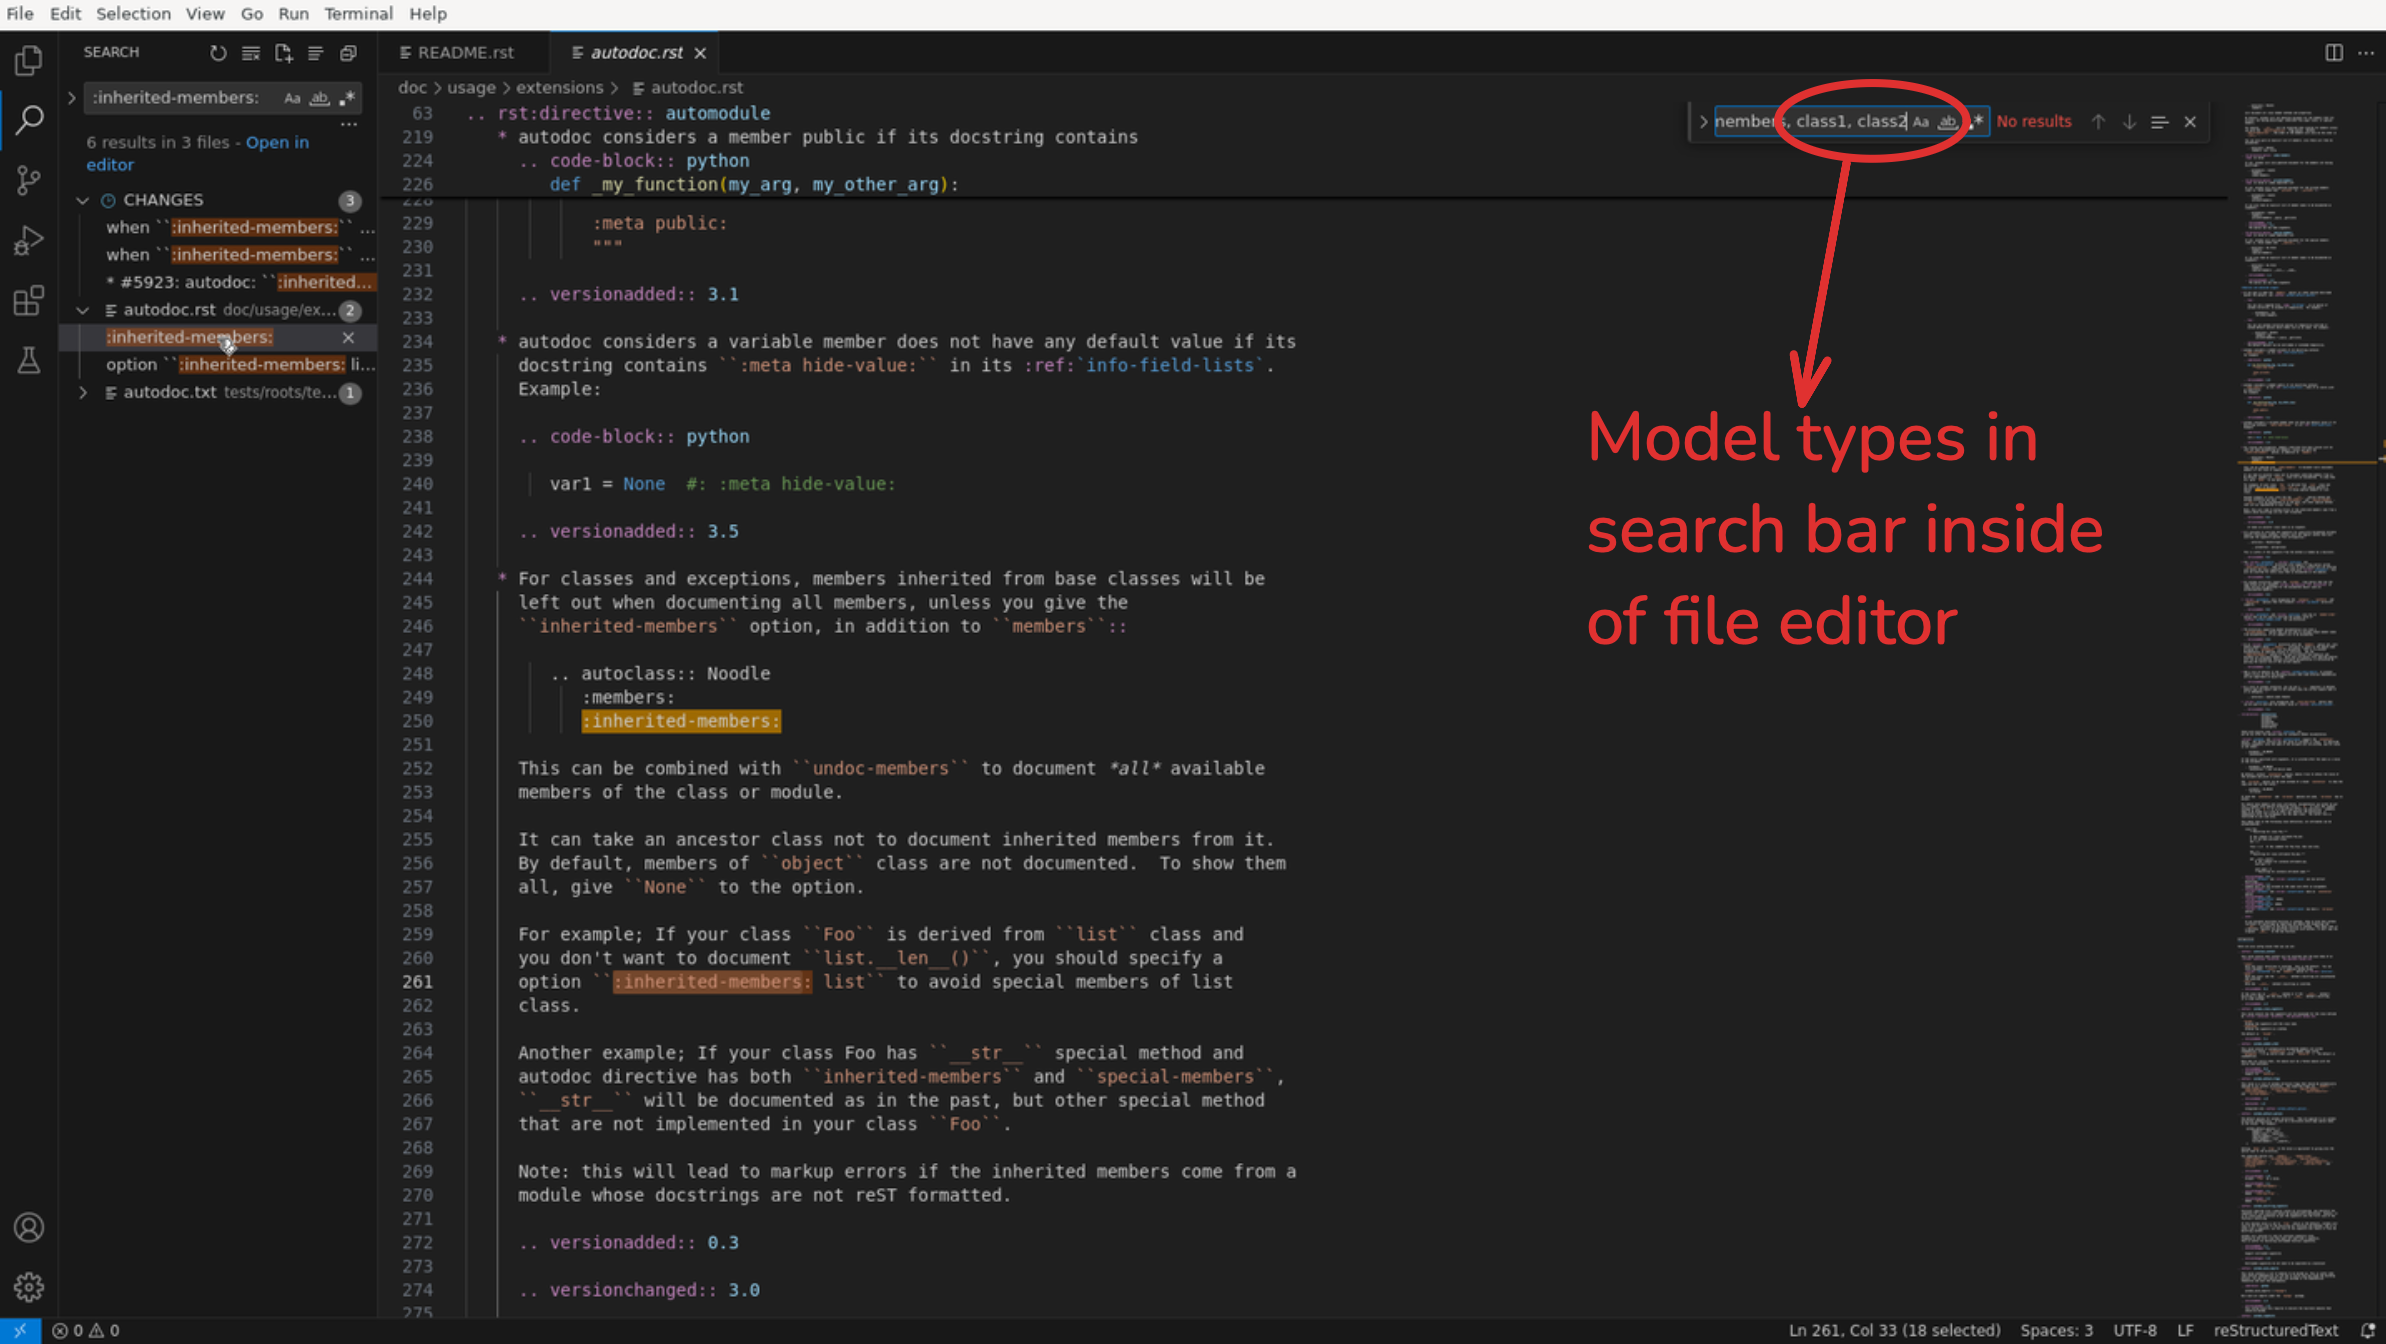 File Edit Selection View Go Run Terminal Help
SEARCH
:inherited-members: Aa ab .*
...
6 results in 3 files - Open in
editor
CHANGES 3
when ``:inherited-members:`` ...
when ``:inherited-members:`` ...
* #5923: autodoc: ``:inherited...
autodoc.rst doc/usage/ex... 2
:inherited-members:
option ``:inherited-members: li...
autodoc.txt tests/roots/te... 1
README.rst autodoc.rst
doc > usage > extensions > autodoc.rst
members, class1, class2 Aa ab .* No results
63 .. rst:directive:: automodule
219 * autodoc considers a member public if its docstring contains
224 .. code-block:: python
226 def _my_function(my_arg, my_other_arg):
228
229 :meta public:
230 """
231
232 .. versionadded:: 3.1
233
234 * autodoc considers a variable member does not have any default value if its
235 docstring contains ``:meta hide-value:`` in its :ref:`info-field-lists`.
236 Example:
237
238 .. code-block:: python
239
240 var1 = None #: :meta hide-value:
241
242 .. versionadded:: 3.5
243
244 * For classes and exceptions, members inherited from base classes will be
245 left out when documenting all members, unless you give the
246 ``inherited-members`` option, in addition to ``members``::
247
248 .. autoclass:: Noodle
249 :members:
250 :inherited-members:
251
252 This can be combined with ``undoc-members`` to document *all* available
253 members of the class or module.
254
255 It can take an ancestor class not to document inherited members from it.
256 By default, members of ``object`` class are not documented. To show them
257 all, give ``None`` to the option.
258
259 For example; If your class ``Foo`` is derived from ``list`` class and
260 you don't want to document ``list.__len__()``, you should specify a
261 option ``:inherited-members: list`` to avoid special members of list
262 class.
263
264 Another example; If your class Foo has ``__str__`` special method and
265 autodoc directive has both ``inherited-members`` and ``special-members``,
266 ``__str__`` will be documented as in the past, but other special method
267 that are not implemented in your class ``Foo``.
268
269 Note: this will lead to markup errors if the inherited members come from a
270 module whose docstrings are not reST formatted.
271
272 .. versionadded:: 0.3
273
274 .. versionchanged:: 3.0
275
Model types in
search bar inside
of file editor
0 0 Ln 261, Col 33 (18 selected) Spaces: 3 UTF-8 LF reStructuredText